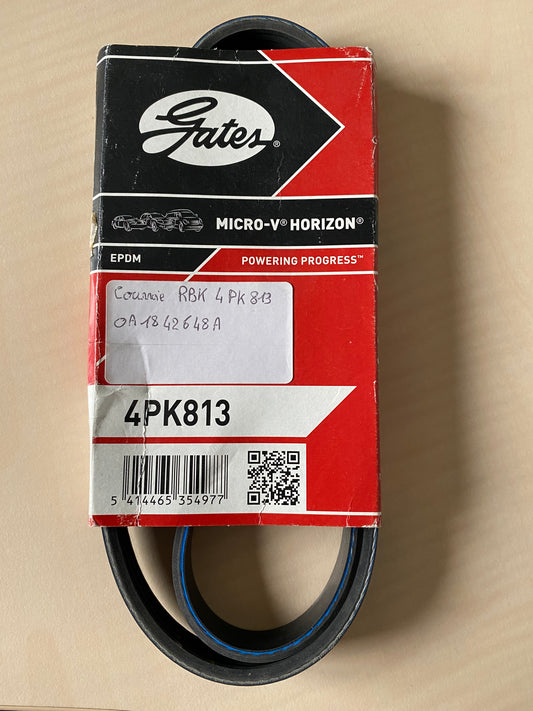 Gates®
MICRO-V® HORIZON®
EPDM POWERING PROGRESS™
Courroie RBK 4PK813
0A1842648A
4PK813
5 414465 354977